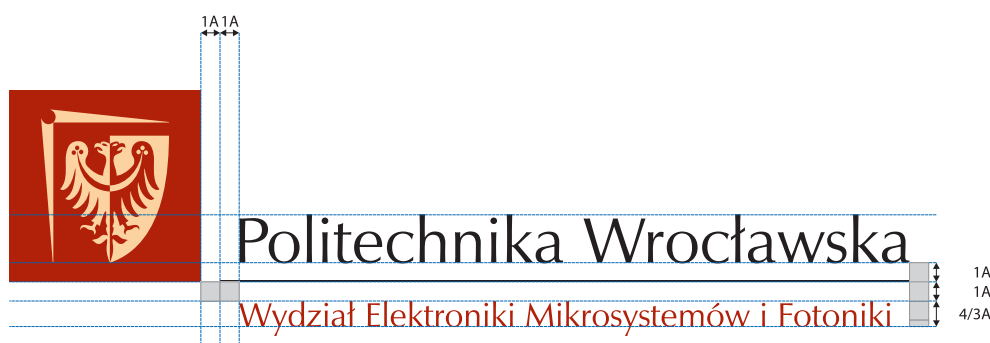 1A 1A
Politechnika Wrocławska
1A
1A
Wydział Elektroniki Mikrosystemów i Fotoniki
4/3A